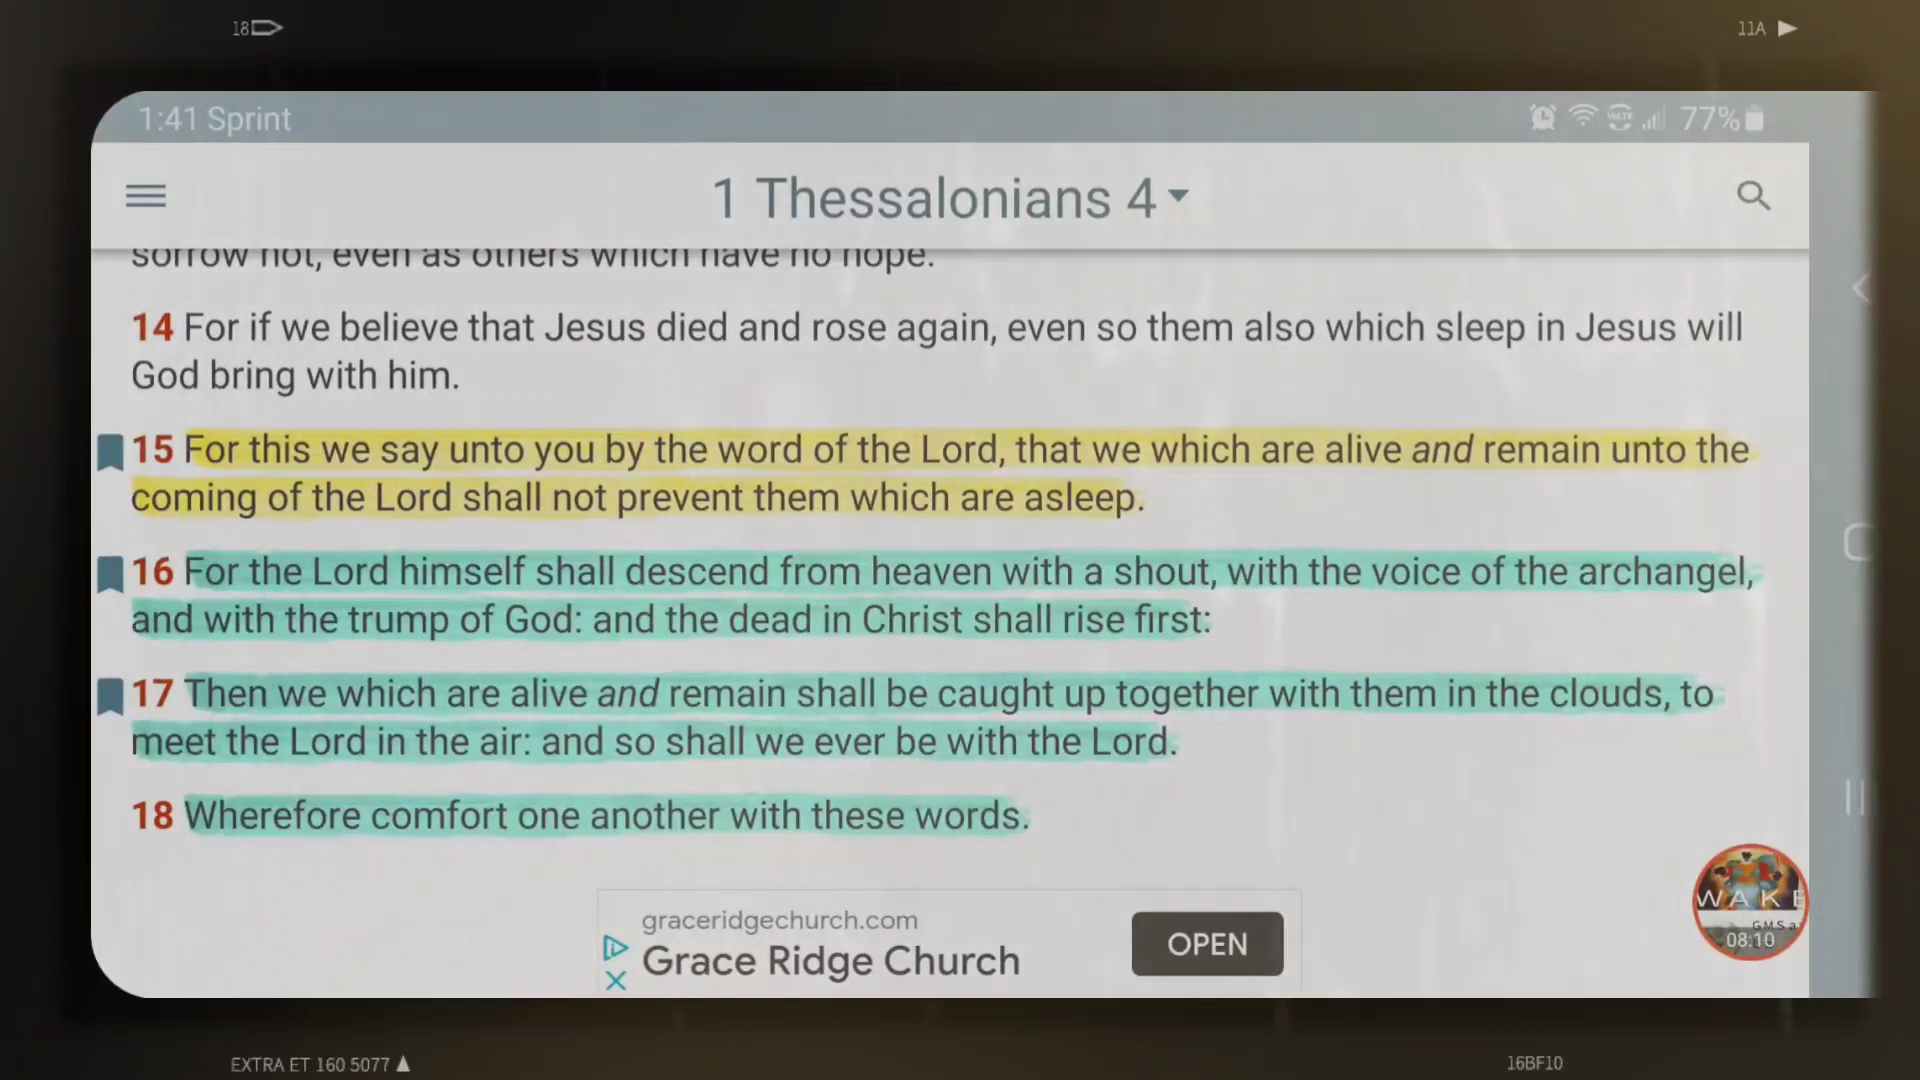 18
11A
1:41 Sprint
77%
1 Thessalonians 4
sorrow not, even as others which have no hope.
14 For if we believe that Jesus died and rose again, even so them also which sleep in Jesus will
God bring with him.
15 For this we say unto you by the word of the Lord, that we which are alive and remain unto the
coming of the Lord shall not prevent them which are asleep.
16 For the Lord himself shall descend from heaven with a shout, with the voice of the archangel,
and with the trump of God: and the dead in Christ shall rise first:
17 Then we which are alive and remain shall be caught up together with them in the clouds, to
meet the Lord in the air: and so shall we ever be with the Lord.
18 Wherefore comfort one another with these words.
graceridgechurch.com
Grace Ridge Church
OPEN
WAKE
GMS a
08:10
EXTRA ET 160 5077
16BF10